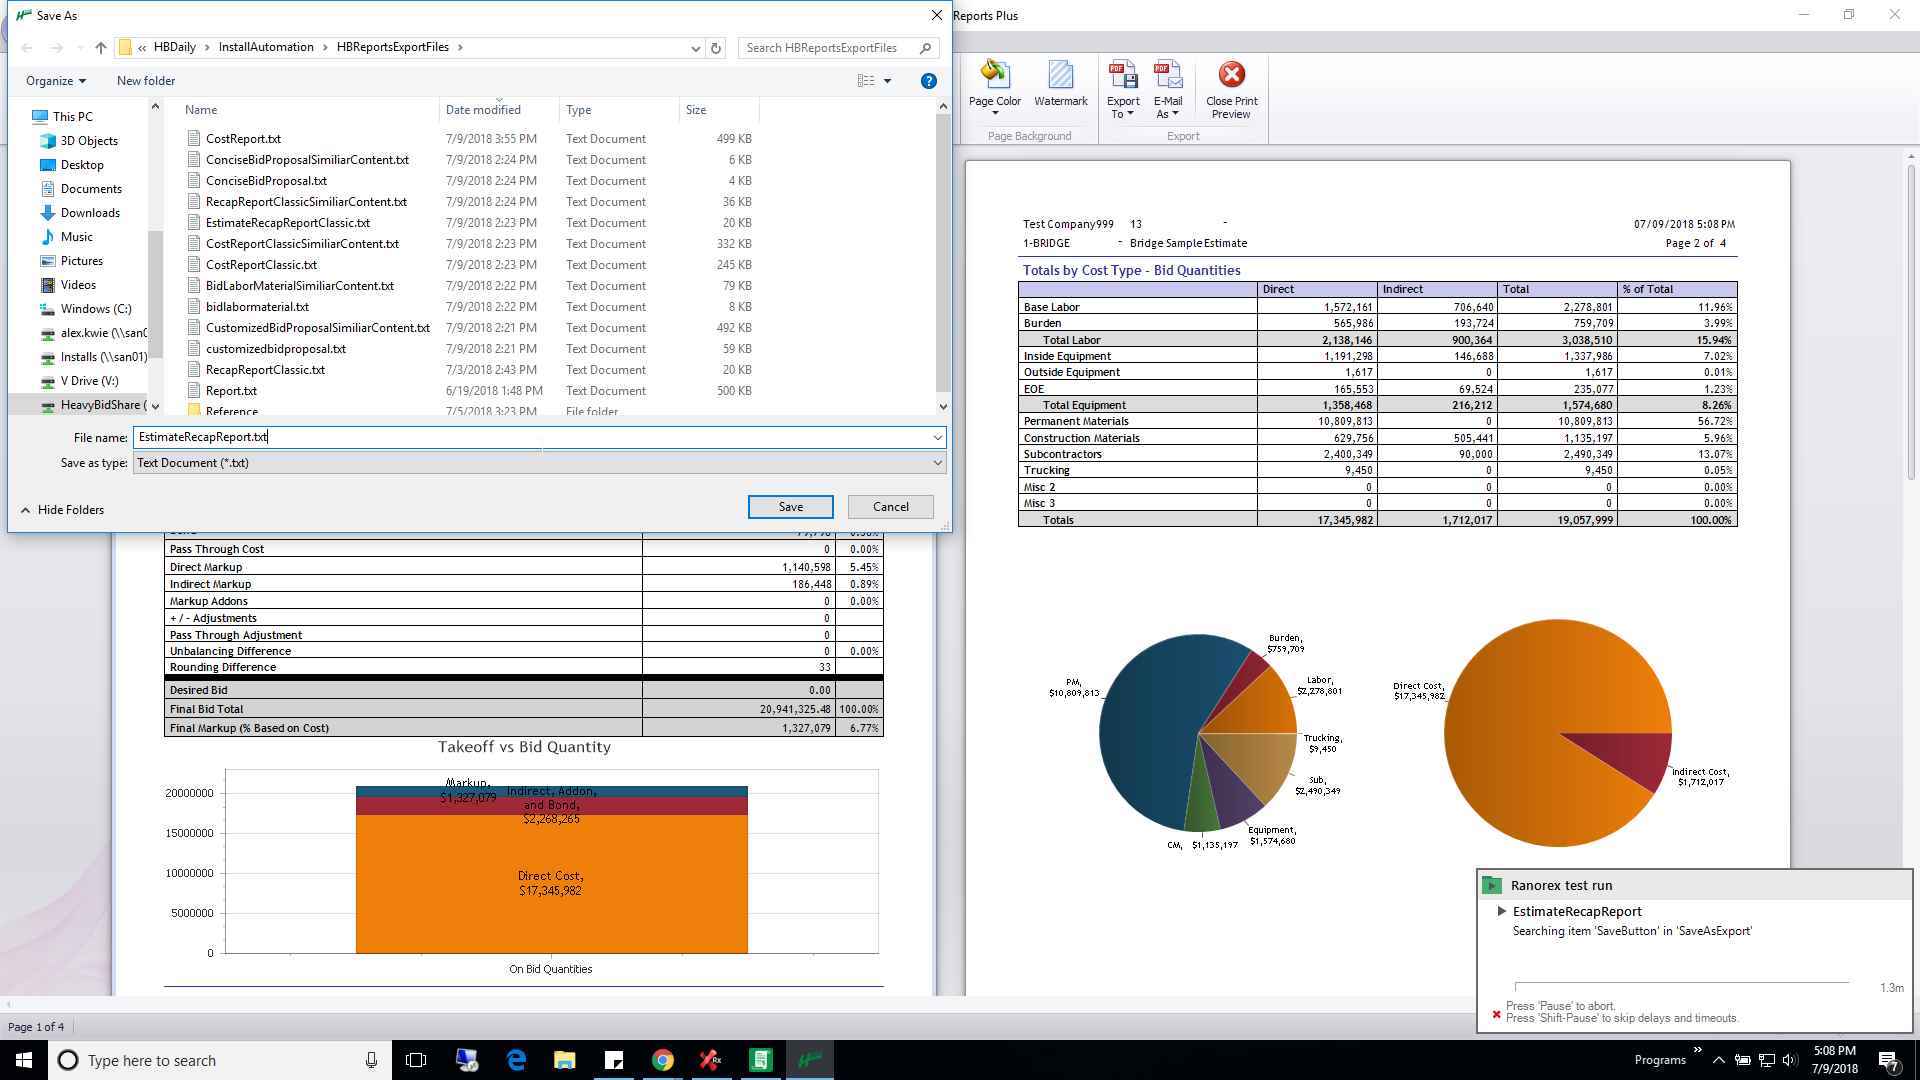 Save As
« HBDaily > InstallAutomation > HBReportsExportFiles >
Search HBReportsExportFiles
Organize
New folder
?
This PC
3D Objects
Desktop
Documents
Downloads
Music
Pictures
Videos
Windows (C:)
alex.kwie (\\san0
Installs (\\san01)
V Drive (V:)
HeavyBidShare (
Name Date modified Type Size
CostReport.txt 7/9/2018 3:55 PM Text Document 499 KB
ConciseBidProposalSimiliarContent.txt 7/9/2018 2:24 PM Text Document 6 KB
ConciseBidProposal.txt 7/9/2018 2:24 PM Text Document 4 KB
RecapReportClassicSimiliarContent.txt 7/9/2018 2:24 PM Text Document 36 KB
EstimateRecapReportClassic.txt 7/9/2018 2:23 PM Text Document 20 KB
CostReportClassicSimiliarContent.txt 7/9/2018 2:23 PM Text Document 332 KB
CostReportClassic.txt 7/9/2018 2:23 PM Text Document 245 KB
BidLaborMaterialSimiliarContent.txt 7/9/2018 2:22 PM Text Document 79 KB
bidlabormaterial.txt 7/9/2018 2:22 PM Text Document 8 KB
CustomizedBidProposalSimiliarContent.txt 7/9/2018 2:21 PM Text Document 492 KB
customizedbidproposal.txt 7/9/2018 2:21 PM Text Document 59 KB
RecapReportClassic.txt 7/3/2018 2:43 PM Text Document 20 KB
Report.txt 6/19/2018 1:48 PM Text Document 500 KB
Reference 7/5/2018 3:23 PM File folder
File name: EstimateRecapReport.txt
Save as type: Text Document (*.txt)
Hide Folders
Save
Cancel
Reports Plus
Page Color
Watermark
Export To
E-Mail As
Close Print Preview
Page Background
Export
Pass Through Cost 0 0.00%
Direct Markup 1,140,598 5.45%
Indirect Markup 186,448 0.89%
Markup Addons 0 0.00%
+ / - Adjustments 0
Pass Through Adjustment 0
Unbalancing Difference 0 0.00%
Rounding Difference 33
Desired Bid 0.00
Final Bid Total 20,941,325.48 100.00%
Final Markup (% Based on Cost) 1,327,079 6.77%
Takeoff vs Bid Quantity
20000000
15000000
10000000
5000000
0
Markup,
$1,327,079
Indirect, Addon,
and Bond,
$2,268,265
Direct Cost,
$17,345,982
On Bid Quantities
Test Company999 13 - 07/09/2018 5:08 PM
1-BRIDGE - Bridge Sample Estimate Page 2 of 4
Totals by Cost Type - Bid Quantities
Direct Indirect Total % of Total
Base Labor 1,572,161 706,640 2,278,801 11.96%
Burden 565,986 193,724 759,709 3.99%
Total Labor 2,138,146 900,364 3,038,510 15.94%
Inside Equipment 1,191,298 146,688 1,337,986 7.02%
Outside Equipment 1,617 0 1,617 0.01%
EOE 165,553 69,524 235,077 1.23%
Total Equipment 1,358,468 216,212 1,574,680 8.26%
Permanent Materials 10,809,813 0 10,809,813 56.72%
Construction Materials 629,756 505,441 1,135,197 5.96%
Subcontractors 2,400,349 90,000 2,490,349 13.07%
Trucking 9,450 0 9,450 0.05%
Misc 2 0 0 0 0.00%
Misc 3 0 0 0 0.00%
Totals 17,345,982 1,712,017 19,057,999 100.00%
PM,
$10,809,813
Burden,
$759,709
Labor,
$2,278,801
Trucking,
$9,450
Sub,
$2,490,349
Equipment,
$1,574,680
CM, $1,135,197
Direct Cost,
$17,345,982
Indirect Cost,
$1,712,017
Ranorex test run
EstimateRecapReport
Searching item 'SaveButton' in 'SaveAsExport'
1.3m
Press 'Pause' to abort.
Press 'Shift-Pause' to skip delays and timeouts.
Page 1 of 4
Type here to search
Programs
5:08 PM
7/9/2018
7